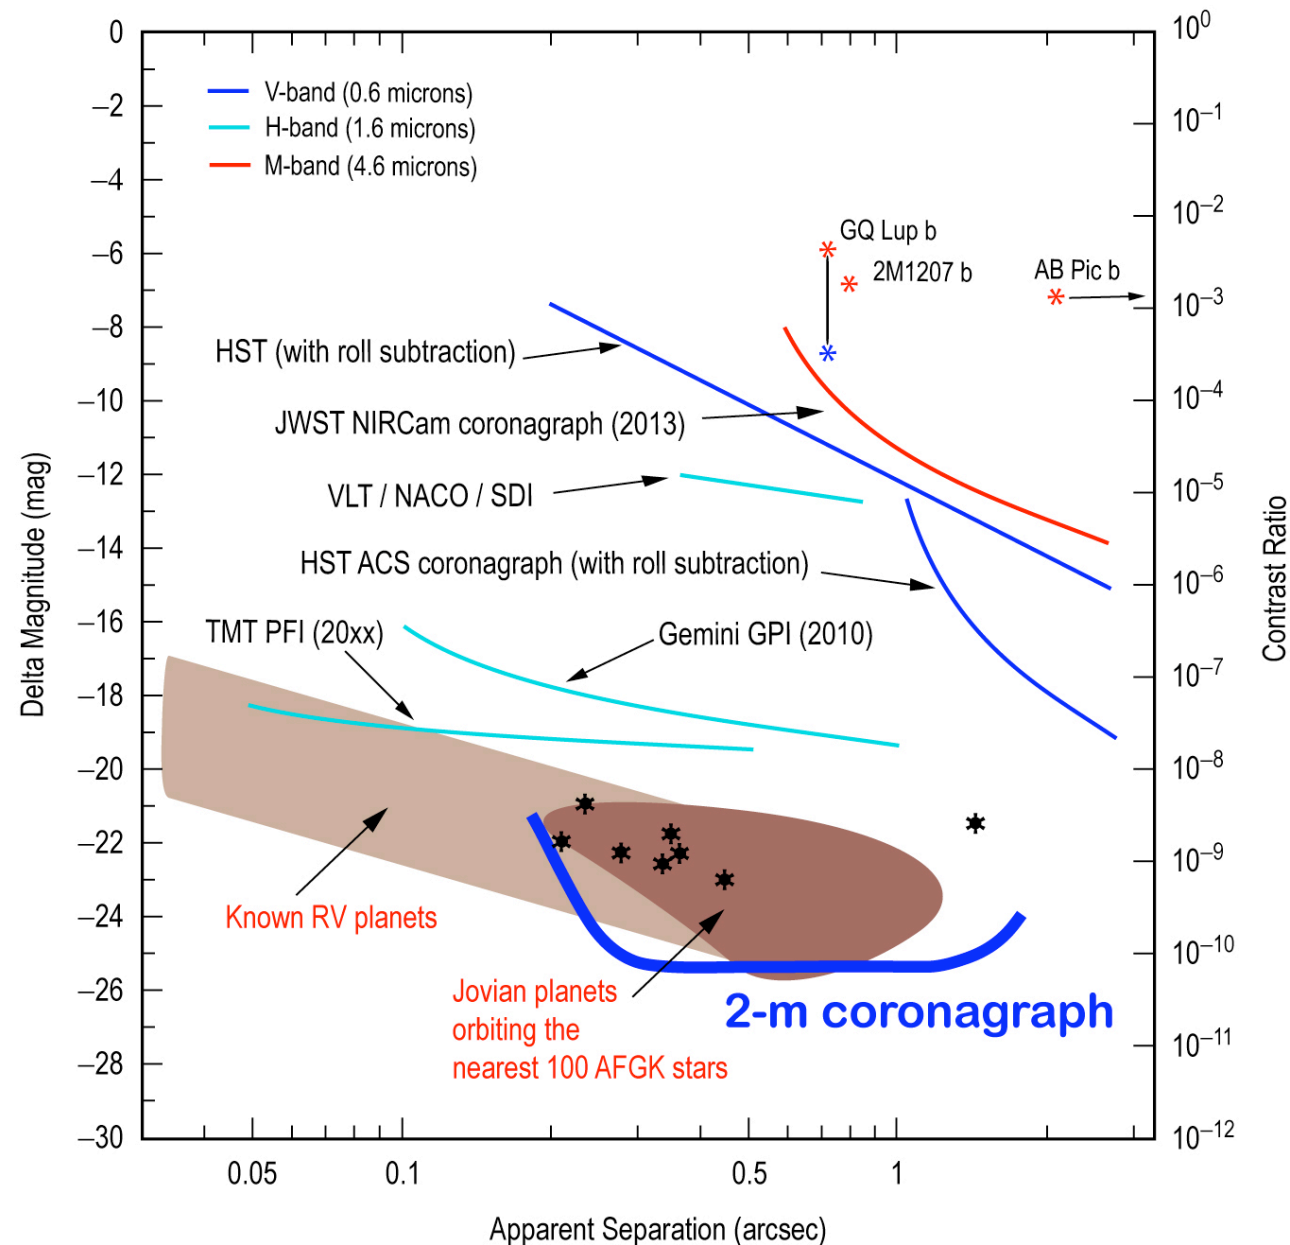 0
–2
–4
–6
–8
–10
–12
–14
–16
–18
–20
–22
–24
–26
–28
–30
Delta Magnitude (mag)
10⁰
10⁻¹
10⁻²
10⁻³
10⁻⁴
10⁻⁵
10⁻⁶
10⁻⁷
10⁻⁸
10⁻⁹
10⁻¹⁰
10⁻¹¹
10⁻¹²
Contrast Ratio
V-band (0.6 microns)
H-band (1.6 microns)
M-band (4.6 microns)
GQ Lup b
2M1207 b
AB Pic b
HST (with roll subtraction)
JWST NIRCam coronagraph (2013)
VLT / NACO / SDI
HST ACS coronagraph (with roll subtraction)
TMT PFI (20xx)
Gemini GPI (2010)
Known RV planets
Jovian planets
orbiting the
nearest 100 AFGK stars
2-m coronagraph
0.05
0.1
0.5
1
Apparent Separation (arcsec)